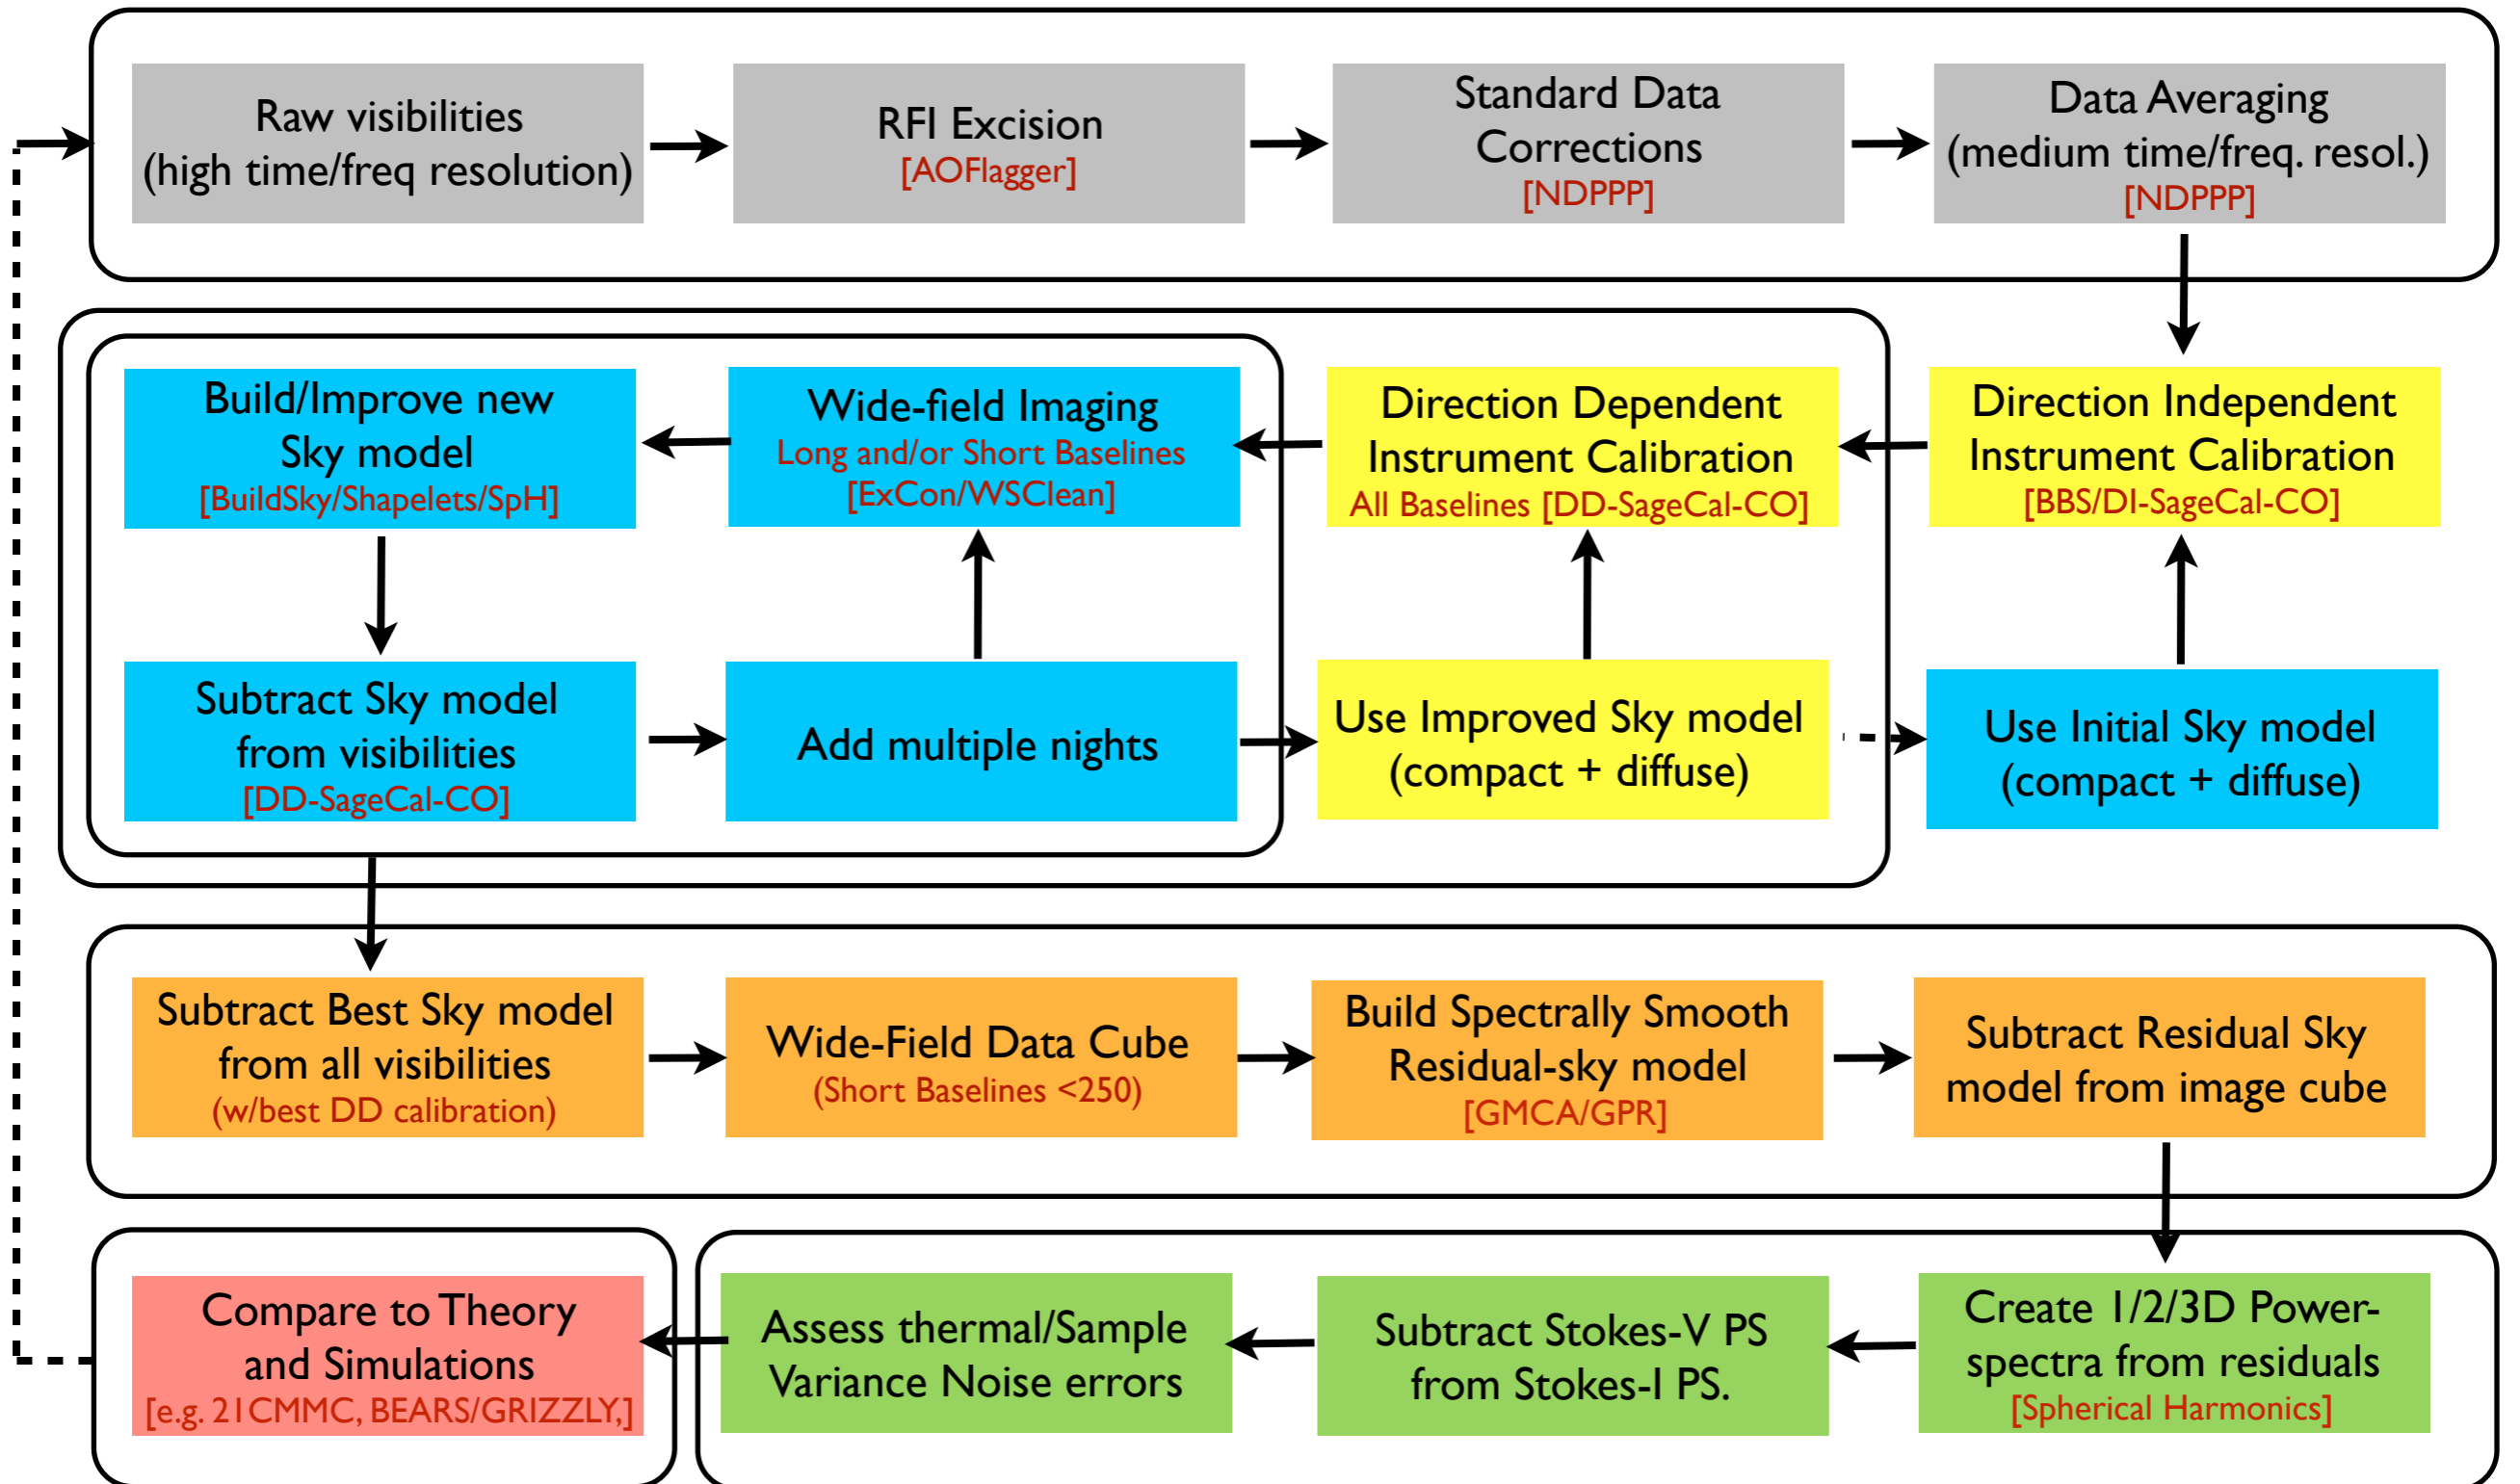 Raw visibilities
(high time/freq resolution)
RFI Excision
[AOFlagger]
Standard Data
Corrections
[NDPPP]
Data Averaging
(medium time/freq. resol.)
[NDPPP]
Build/Improve new
Sky model
[BuildSky/Shapelets/SpH]
Wide-field Imaging
Long and/or Short Baselines
[ExCon/WSClean]
Direction Dependent
Instrument Calibration
All Baselines [DD-SageCal-CO]
Direction Independent
Instrument Calibration
[BBS/DI-SageCal-CO]
Subtract Sky model
from visibilities
[DD-SageCal-CO]
Add multiple nights
Use Improved Sky model
(compact + diffuse)
Use Initial Sky model
(compact + diffuse)
Subtract Best Sky model
from all visibilities
(w/best DD calibration)
Wide-Field Data Cube
(Short Baselines <250)
Build Spectrally Smooth
Residual-sky model
[GMCA/GPR]
Subtract Residual Sky
model from image cube
Compare to Theory
and Simulations
[e.g. 21CMMC, BEARS/GRIZZLY,]
Assess thermal/Sample
Variance Noise errors
Subtract Stokes-V PS
from Stokes-I PS.
Create 1/2/3D Power-
spectra from residuals
[Spherical Harmonics]